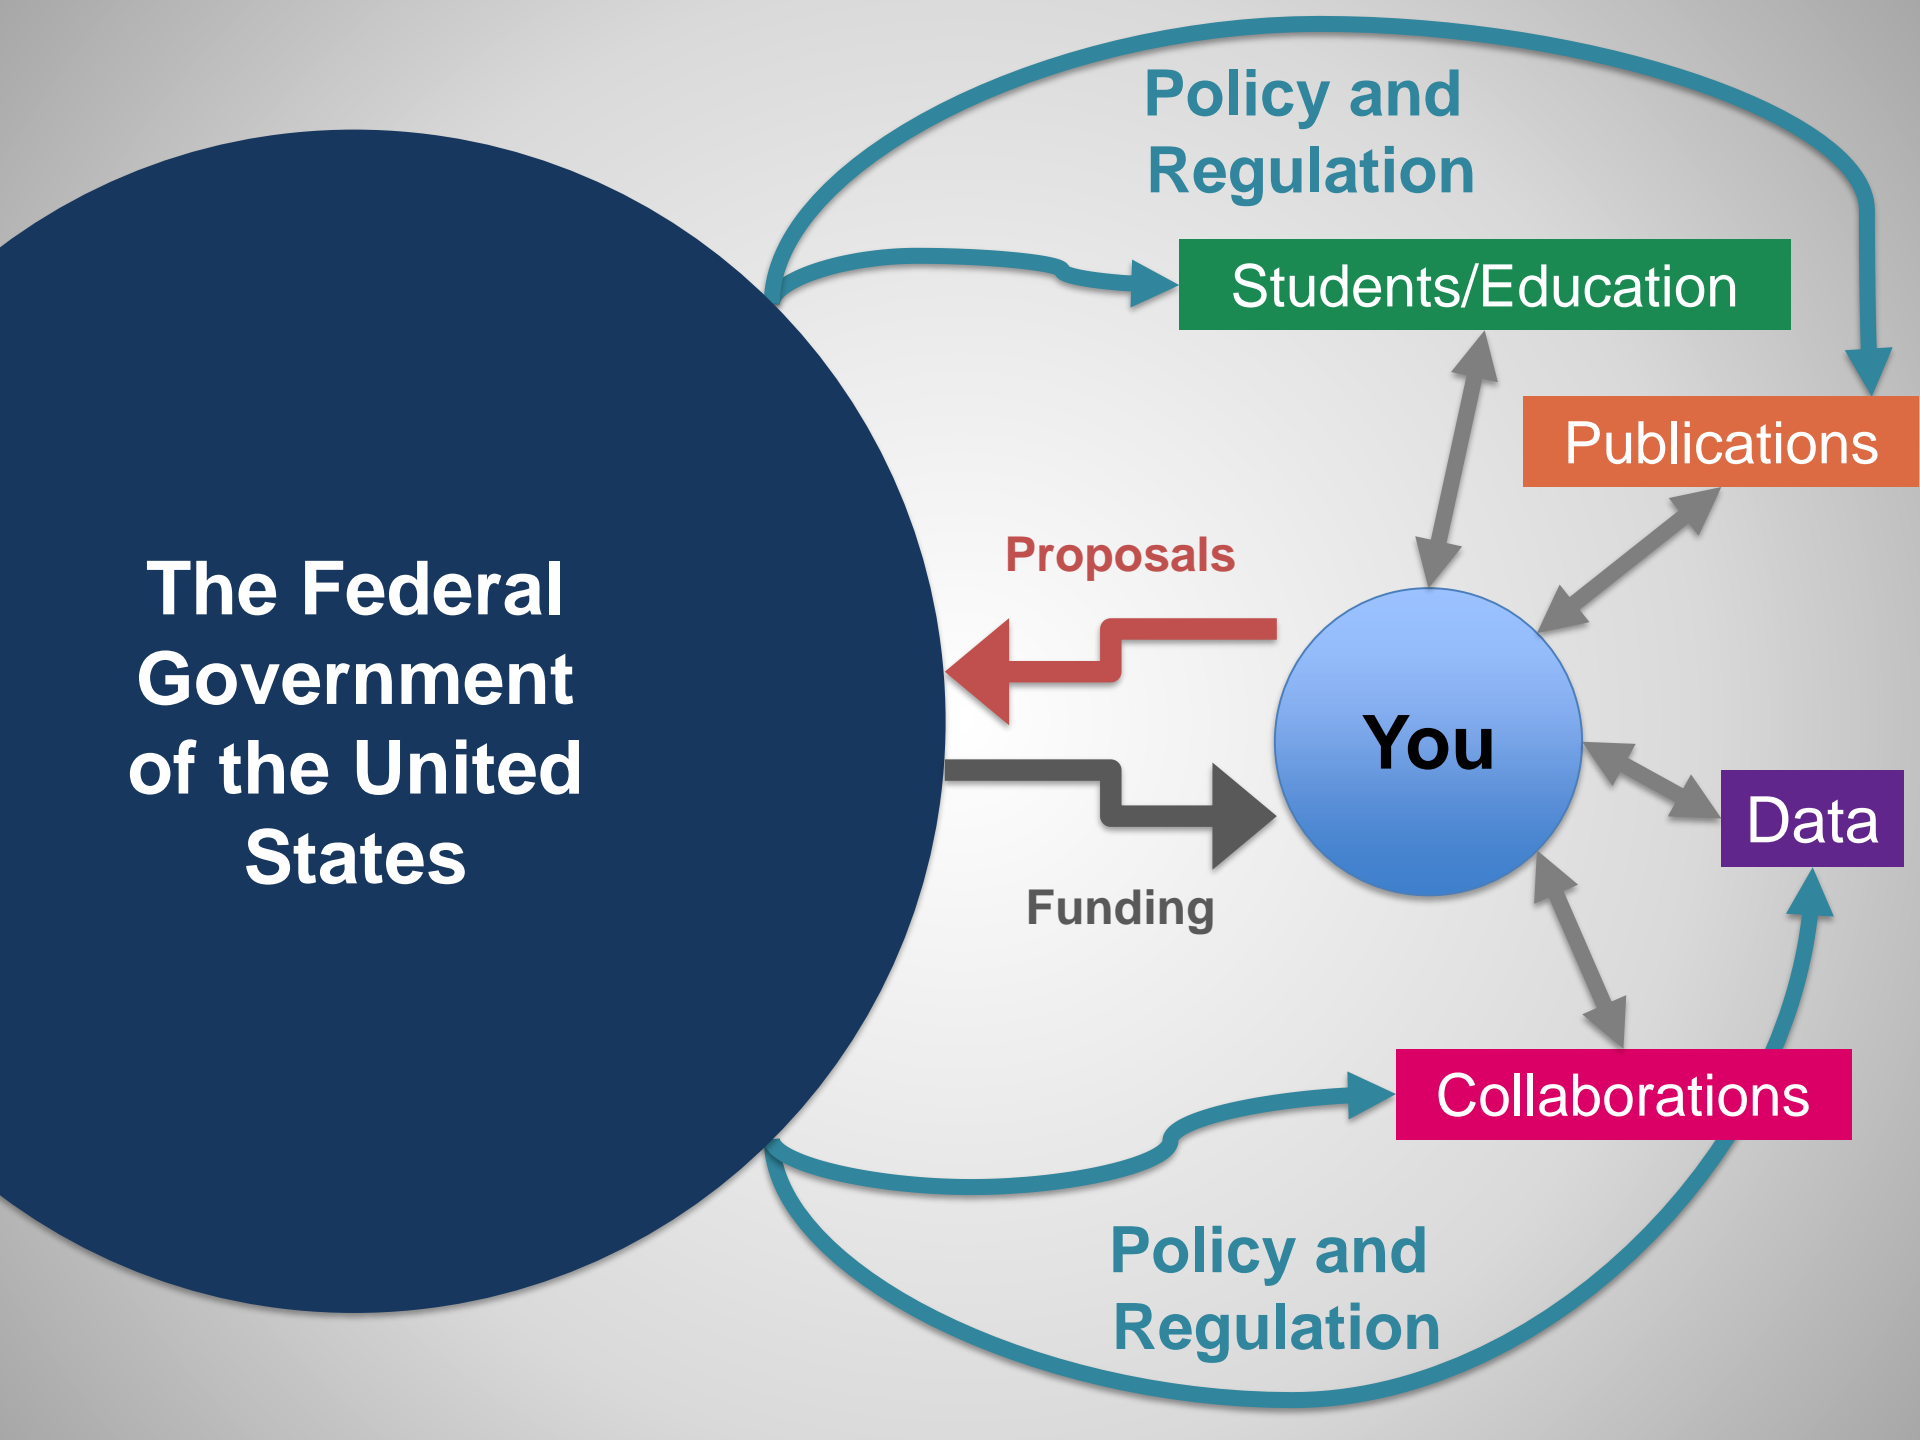 Policy and
Regulation
Students/Education
Publications
Proposals
The Federal
Government
of the United
States
You
Data
Funding
Collaborations
Policy and
Regulation